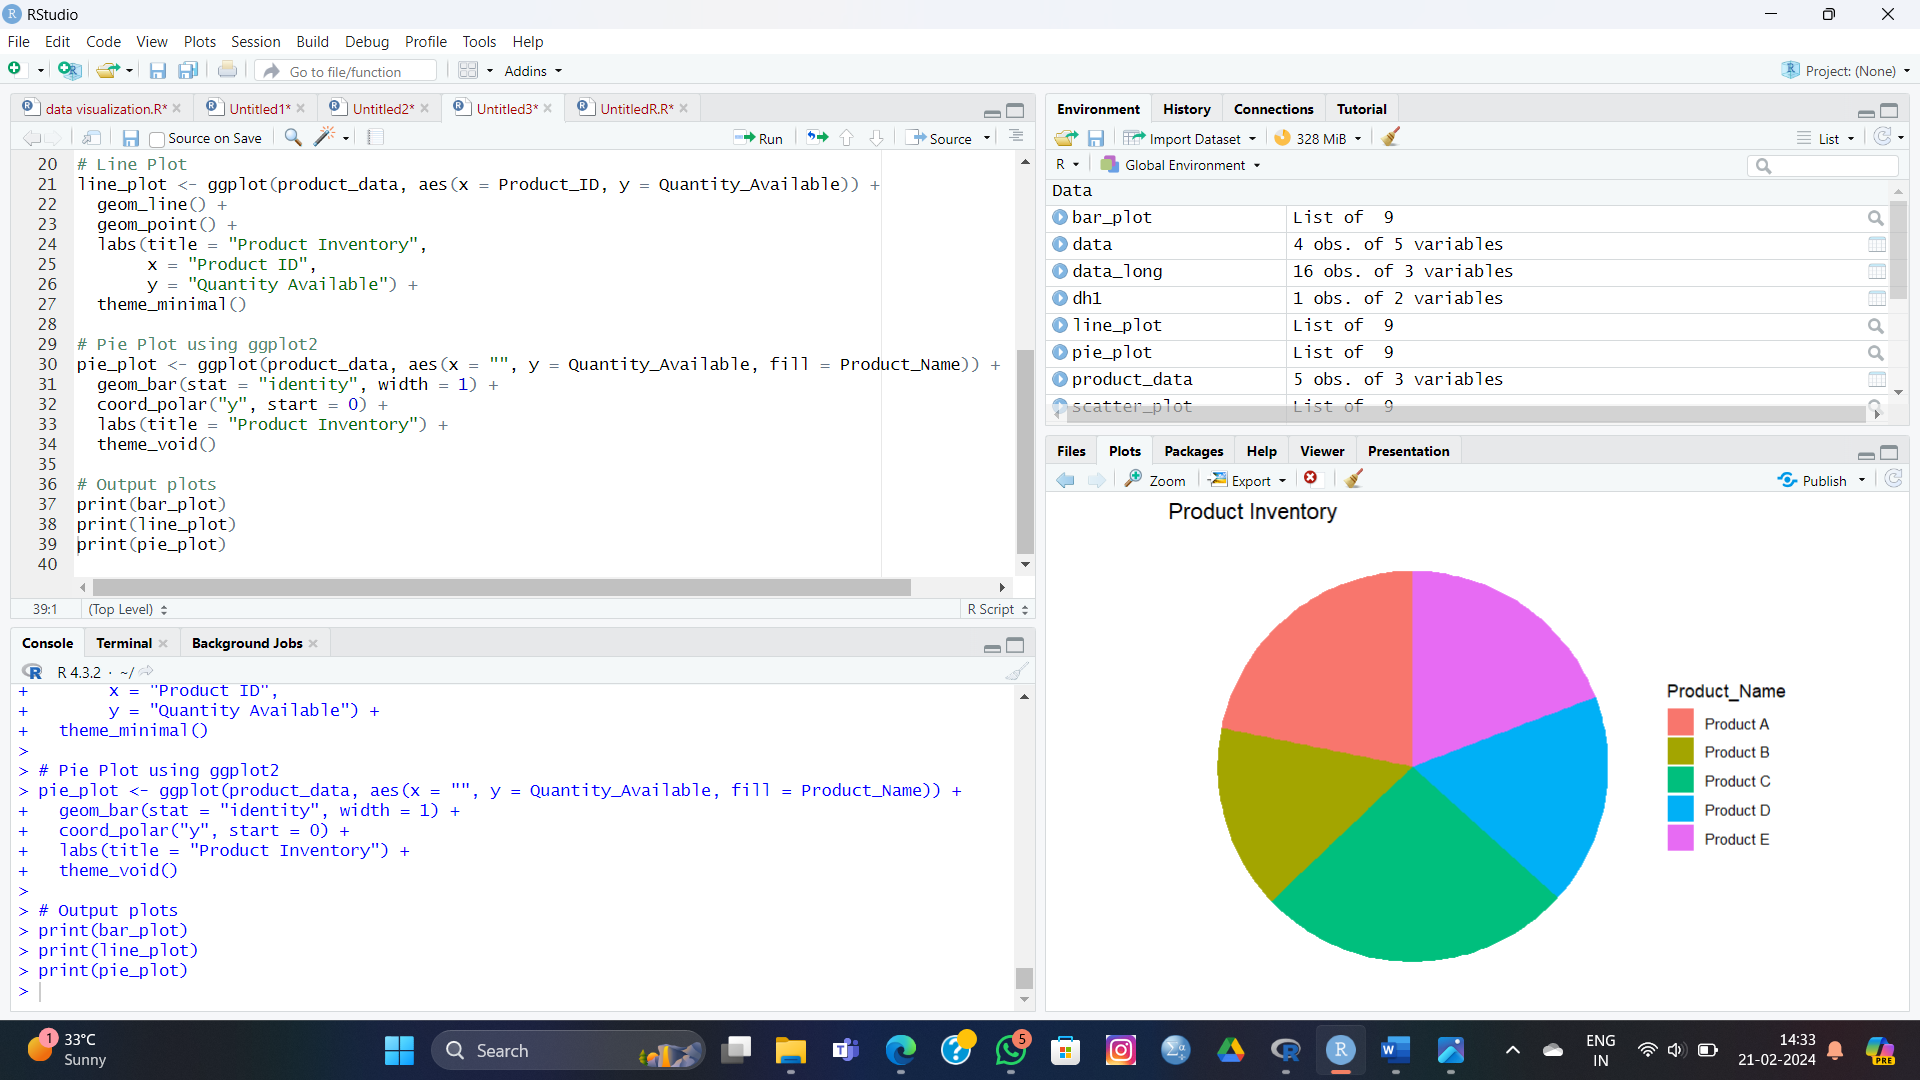 RStudio
File Edit Code View Plots Session Build Debug Profile Tools Help
Go to file/function Addins Project: (None)
data visualization.R* Untitled1* Untitled2* Untitled3* UntitledR.R*
Source on Save Run Source
20 # Line Plot
21 line_plot <- ggplot(product_data, aes(x = Product_ID, y = Quantity_Available)) +
22 geom_line() +
23 geom_point() +
24 labs(title = "Product Inventory",
25 x = "Product ID",
26 y = "Quantity Available") +
27 theme_minimal()
28
29 # Pie Plot using ggplot2
30 pie_plot <- ggplot(product_data, aes(x = "", y = Quantity_Available, fill = Product_Name)) +
31 geom_bar(stat = "identity", width = 1) +
32 coord_polar("y", start = 0) +
33 labs(title = "Product Inventory") +
34 theme_void()
35
36 # Output plots
37 print(bar_plot)
38 print(line_plot)
39 print(pie_plot)
40
39:1 (Top Level) R Script
Console Terminal Background Jobs
R 4.3.2 · ~/
+ x = "Product ID",
+ y = "Quantity Available") +
+ theme_minimal()
>
> # Pie Plot using ggplot2
> pie_plot <- ggplot(product_data, aes(x = "", y = Quantity_Available, fill = Product_Name)) +
+ geom_bar(stat = "identity", width = 1) +
+ coord_polar("y", start = 0) +
+ labs(title = "Product Inventory") +
+ theme_void()
>
> # Output plots
> print(bar_plot)
> print(line_plot)
> print(pie_plot)
>
Environment History Connections Tutorial
Import Dataset 328 MiB List
R Global Environment
Data
bar_plot List of 9
data 4 obs. of 5 variables
data_long 16 obs. of 3 variables
dh1 1 obs. of 2 variables
line_plot List of 9
pie_plot List of 9
product_data 5 obs. of 3 variables
scatter_plot List of 9
Files Plots Packages Help Viewer Presentation
Zoom Export Publish
Product Inventory
Product_Name
Product A
Product B
Product C
Product D
Product E
1 33°C
Sunny
Search
5
PRE
ENG
IN
14:33
21-02-2024